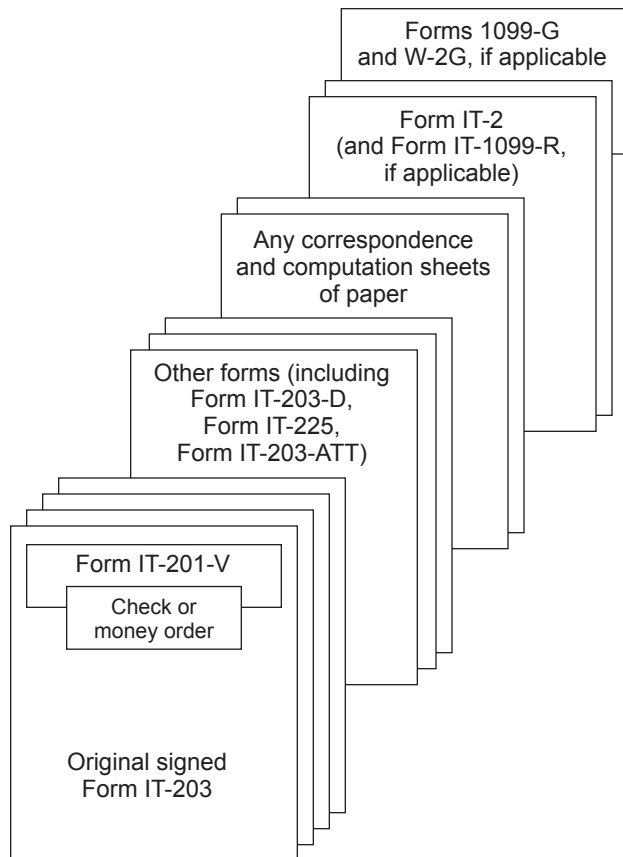 Forms 1099-G
and W-2G, if applicable
Form IT-2
(and Form IT-1099-R,
if applicable)
Any correspondence
and computation sheets
of paper
Other forms (including
Form IT-203-D,
Form IT-225,
Form IT-203-ATT)
Form IT-201-V
Check or
money order
Original signed
Form IT-203